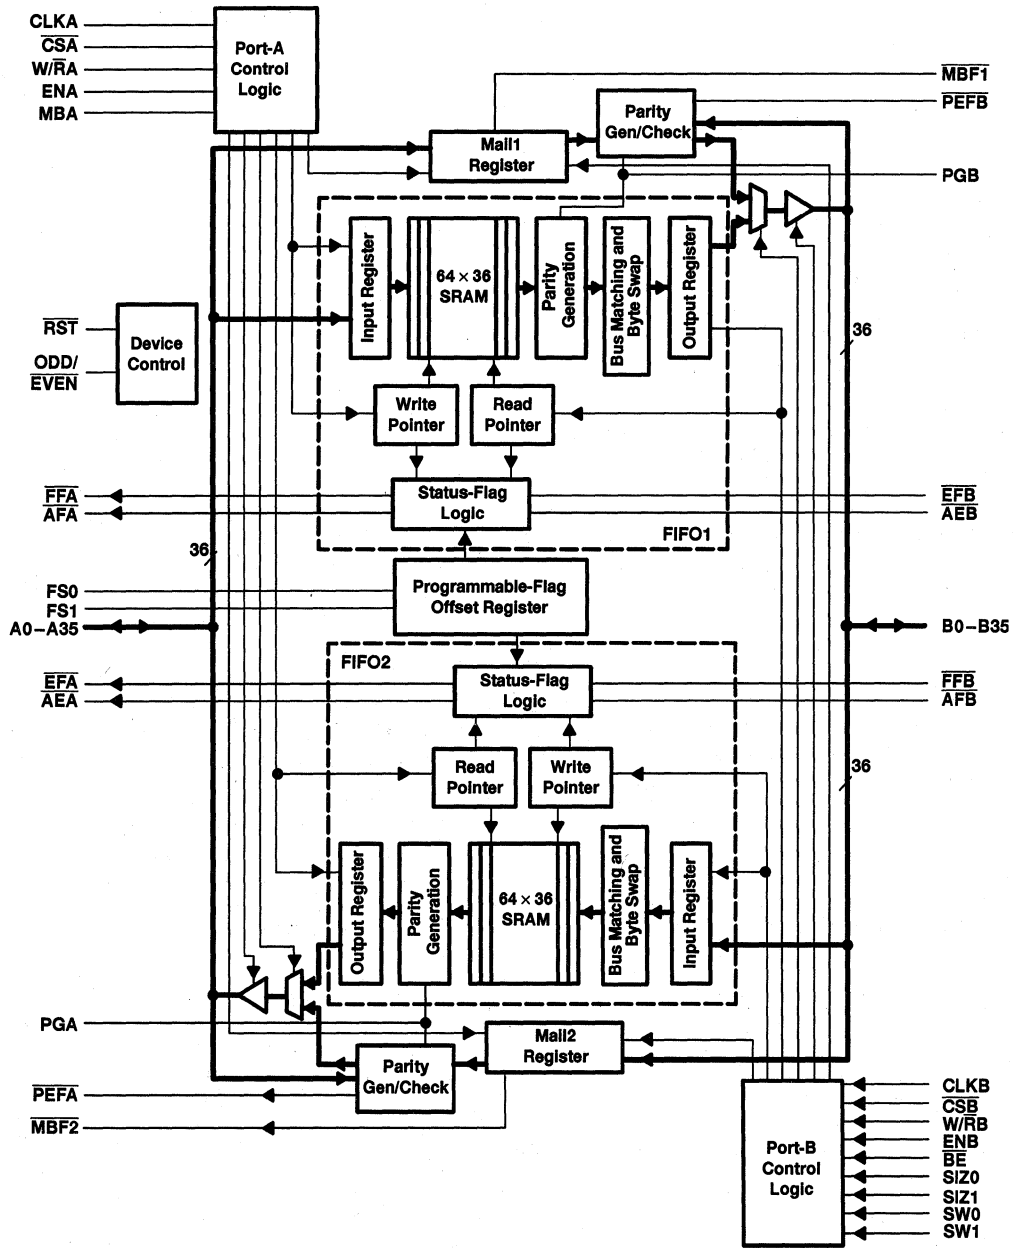 CLKA
CSA
W/RA
ENA
MBA
Port-A
Control
Logic
MBF1
PEFB
PGB
Parity
Gen/Check
Mail1
Register
Input Register
64 × 36
SRAM
Parity
Generation
Bus Matching and
Byte Swap
Output Register
RST
ODD/
EVEN
Device
Control
36
Write
Pointer
Read
Pointer
FFA
AFA
Status-Flag
Logic
EFB
AEB
FIFO1
36
FS0
FS1
A0–A35
Programmable-Flag
Offset Register
B0–B35
FIFO2
EFA
AEA
Status-Flag
Logic
FFB
AFB
Read
Pointer
Write
Pointer
36
Output Register
Parity
Generation
64 × 36
SRAM
Bus Matching and
Byte Swap
Input Register
PGA
Mail2
Register
Parity
Gen/Check
PEFA
MBF2
Port-B
Control
Logic
CLKB
CSB
W/RB
ENB
BE
SIZ0
SIZ1
SW0
SW1